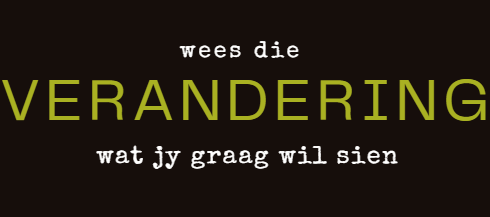 wees die
VERANDERING
wat jy graag wil sien